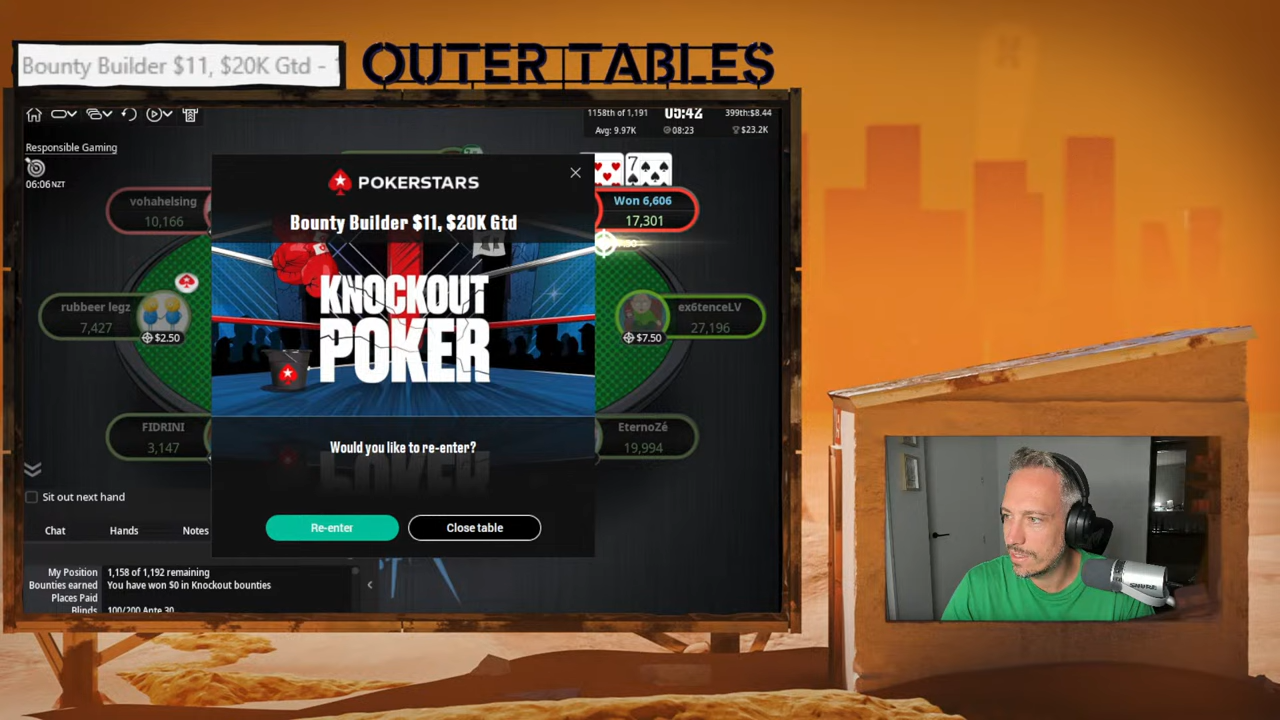 Bounty Builder $11, $20K Gtd -
OUTER TABLES
1158th of 1,191
05:42
399th:$8.44
Avg: 9.97K
08:23
$23.2K
Responsible Gaming
06:06 NZT
POKERSTARS
Bounty Builder $11, $20K Gtd
7
vohahelsing
10,166
Won 6,606
17,301
KNOCKOUT
POKER
rubbeer legz
7,427
$2.50
ex6tenceLV
27,196
$7.50
FIDRINI
3,147
EternoZé
19,994
Would you like to re-enter?
Sit out next hand
Re-enter
Close table
Chat
Hands
Notes
My Position 1,158 of 1,192 remaining
Bounties earned You have won $0 in Knockout bounties
Places Paid
Blinds 100/200 Ante 30
SHURE